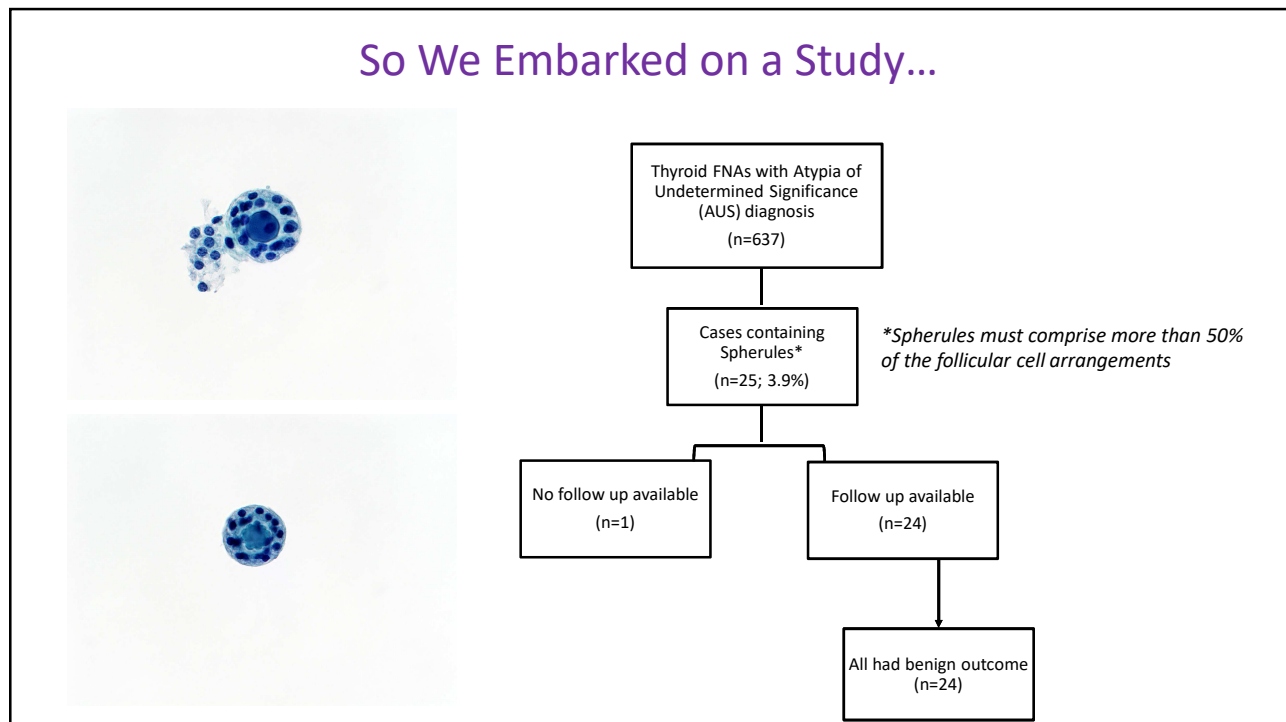 So We Embarked on a Study…
Thyroid FNAs with Atypia of
Undetermined Significance
(AUS) diagnosis
(n=637)
Cases containing
Spherules*
(n=25; 3.9%)
*Spherules must comprise more than 50%
of the follicular cell arrangements
No follow up available
(n=1)
Follow up available
(n=24)
All had benign outcome
(n=24)